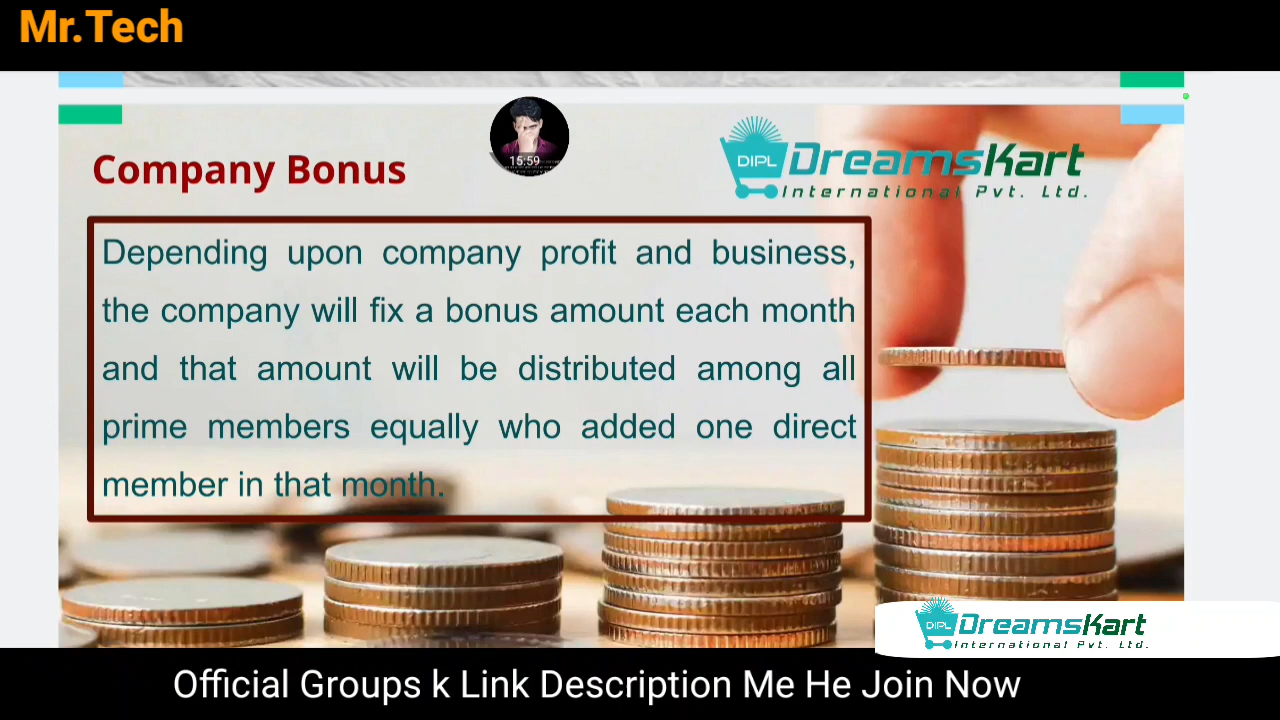 Mr.Tech
15:59
Company Bonus
DIPL DreamsKart
International Pvt. Ltd.
Depending upon company profit and business,
the company will fix a bonus amount each month
and that amount will be distributed among all
prime members equally who added one direct
member in that month.
DIPL DreamsKart
International Pvt. Ltd.
Official Groups k Link Description Me He Join Now